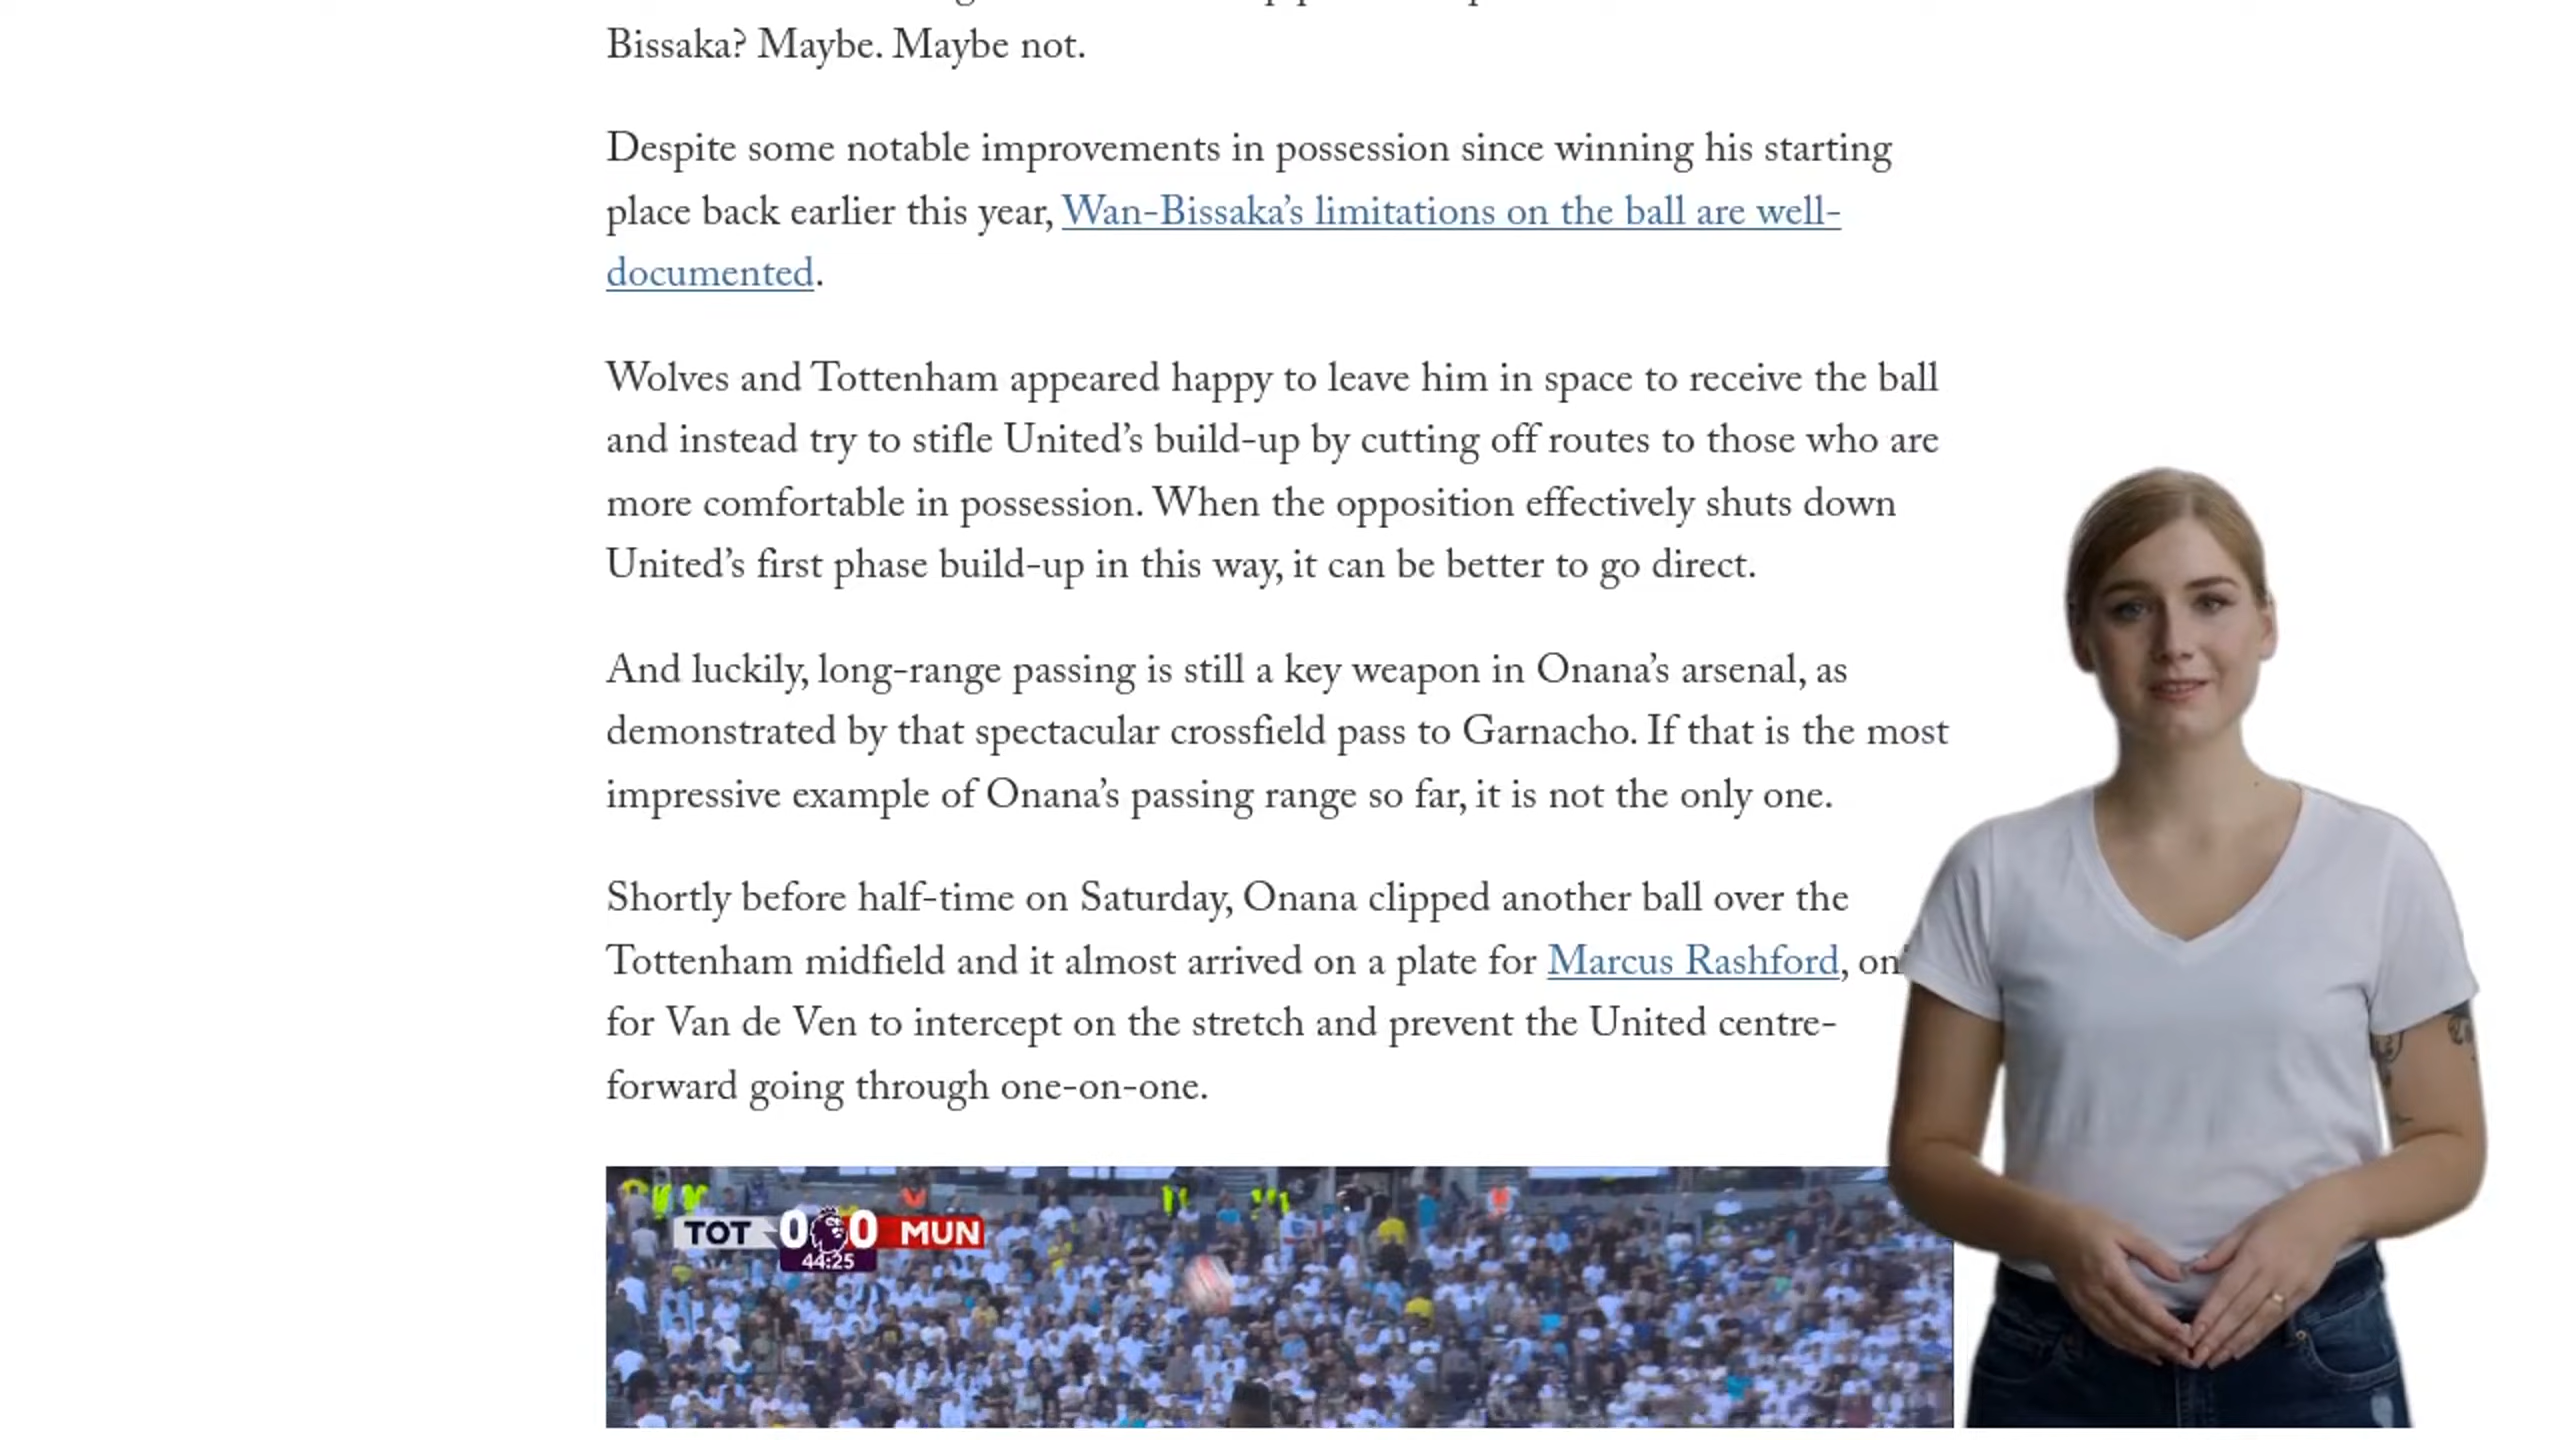 Bissaka? Maybe. Maybe not.
Despite some notable improvements in possession since winning his starting
place back earlier this year, Wan-Bissaka’s limitations on the ball are well-
documented.
Wolves and Tottenham appeared happy to leave him in space to receive the ball
and instead try to stifle United’s build-up by cutting off routes to those who are
more comfortable in possession. When the opposition effectively shuts down
United’s first phase build-up in this way, it can be better to go direct.
And luckily, long-range passing is still a key weapon in Onana’s arsenal, as
demonstrated by that spectacular crossfield pass to Garnacho. If that is the most
impressive example of Onana’s passing range so far, it is not the only one.
Shortly before half-time on Saturday, Onana clipped another ball over the
Tottenham midfield and it almost arrived on a plate for Marcus Rashford,
for Van de Ven to intercept on the stretch and prevent the United centre-
forward going through one-on-one.
TOT 0 0 MUN
44:25